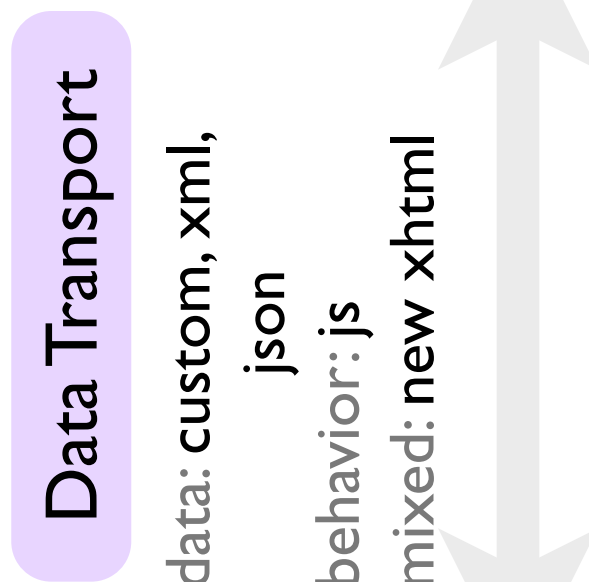 Data Transport
data: custom, xml,
json
behavior: js
mixed: new xhtml